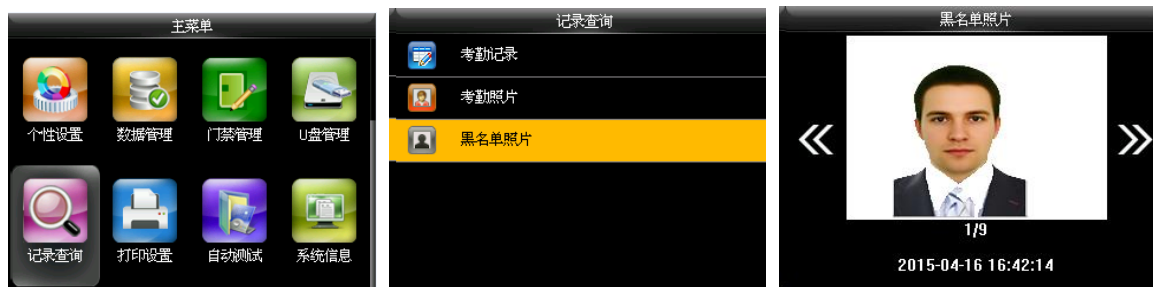 主菜单
个性设置 数据管理 门禁管理 U盘管理
记录查询 打印设置 自动测试 系统信息
记录查询
考勤记录
考勤照片
黑名单照片
黑名单照片
1/9
2015-04-16 16:42:14